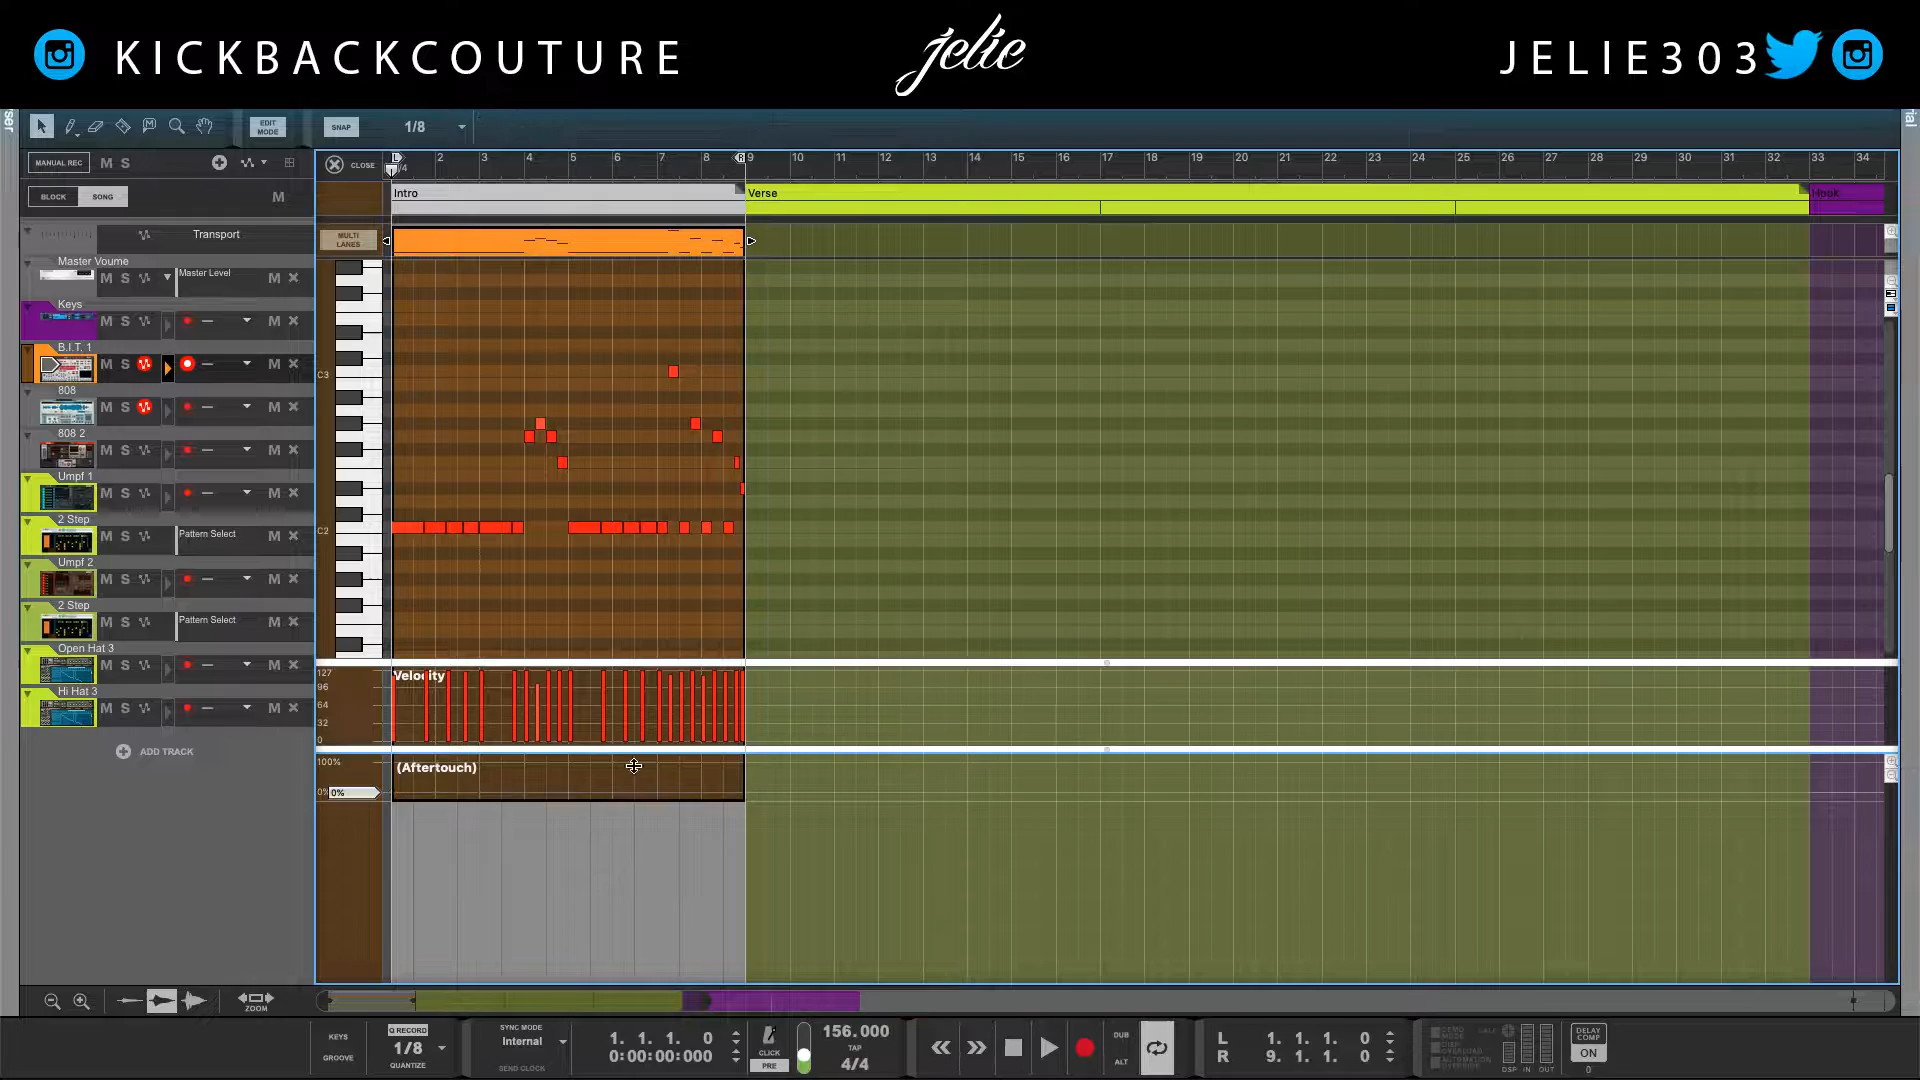 KICKBACKCOUTURE
jelie
JELIE303
EDIT MODE
SNAP
1/8
MANUAL REC
M S
CLOSE
L
/4
2 3 4 5 6 7 8 R 9 10 11 12 13 14 15 16 17 18 19 20 21 22 23 24 25 26 27 28 29 30 31 32 33 34
BLOCK
SONG
M
Intro
Verse
Hook
Transport
MULTI LANES
Master Voume
M S
Master Level
M
Keys
M S
M
B.I.T. 1
M S
M
C3
808
M S
M
808 2
M S
M
Umpf 1
M S
M
2 Step
M S
Pattern Select
M
C2
Umpf 2
M S
M
2 Step
M S
Pattern Select
M
Open Hat 3
M S
M
Hi Hat 3
M S
M
Velocity
127
96
64
32
0
ADD TRACK
100%
(Aftertouch)
0%
0%
ZOOM
KEYS
GROOVE
Q RECORD
1/8
QUANTIZE
SYNC MODE
Internal
SEND CLOCK
1. 1. 1. 0
0:00:00:000
CLICK
PRE
156.000
TAP
4/4
DUB
ALT
L 1. 1. 1. 0
R 9. 1. 1. 0
DSP IN OUT
DELAY COMP
ON
0